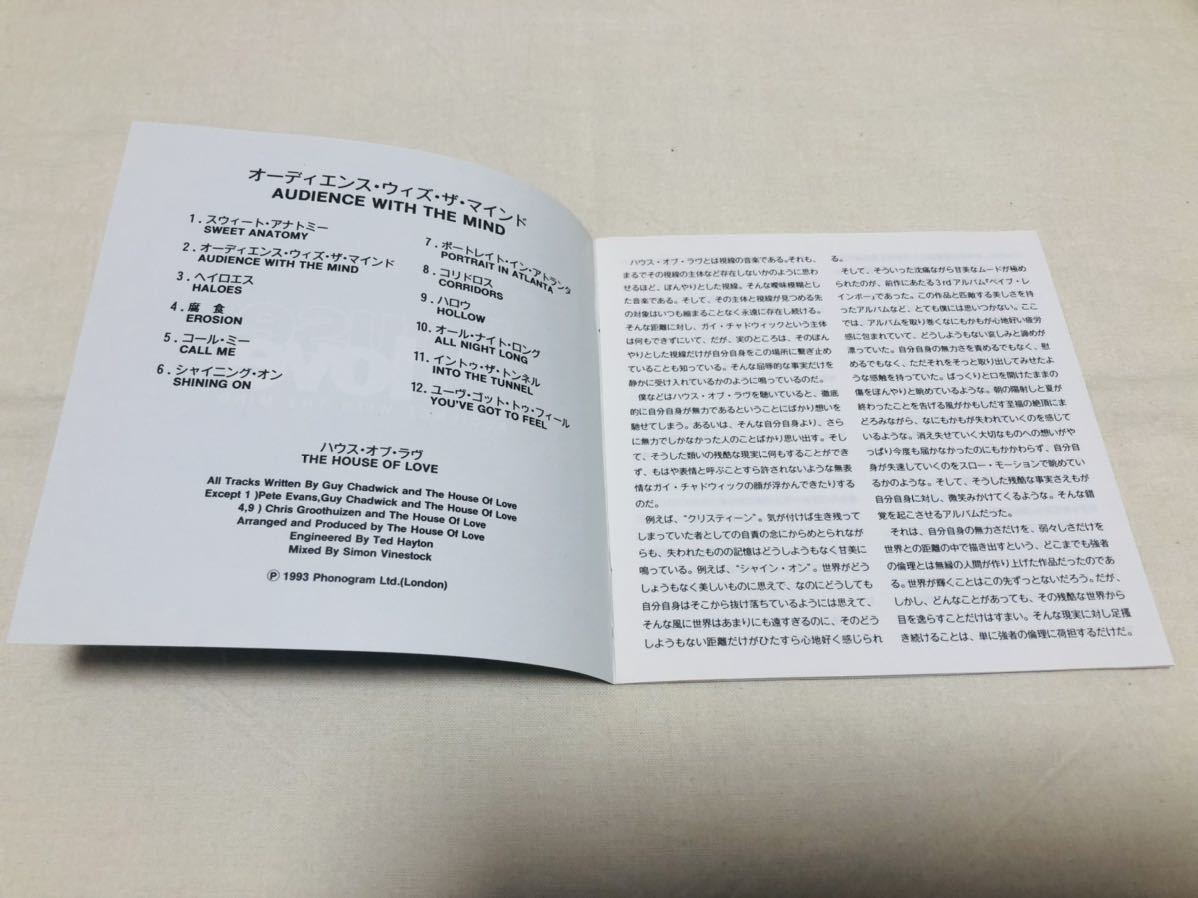 オーディエンス・ウィズ・ザ・マインド
AUDIENCE WITH THE MIND
1．スウィート・アナトミー
SWEET ANATOMY
2．オーディエンス・ウィズ・ザ・マインド
AUDIENCE WITH THE MIND
3．ヘイロエス
HALOES
4．腐　食
EROSION
5．コール・ミー
CALL ME
6．シャイニング・オン
SHINING ON
7．ポートレイト・イン・アトランタ
PORTRAIT IN ATLANTA
8．コリドロス
CORRIDORS
9．ハロウ
HOLLOW
10．オール・ナイト・ロング
ALL NIGHT LONG
11．イントゥ・ザ・トンネル
INTO THE TUNNEL
12．ユーヴ・ゴット・トゥ・フィール
YOU'VE GOT TO FEEL
ハウス・オブ・ラヴ
THE HOUSE OF LOVE
All Tracks Written By Guy Chadwick and The House Of Love
Except 1 )Pete Evans,Guy Chadwick and The House Of Love
4,9 ) Chris Groothuizen and The House Of Love
Arranged and Produced by The House Of Love
Engineered By Ted Hayton
Mixed By Simon Vinestock
Ⓟ 1993 Phonogram Ltd.(London)
ハウス・オブ・ラヴとは視線の音楽である。それも、
まるでその視線の主体など存在しないかのように思わ
せるほど、ぼんやりとした視線。そんな曖昧模糊とし
た音楽である。そして、その主体と視線が見つめる先
の対象はいつも縮まることなく永遠に存在し続ける。
そんな距離に対し、ガイ・チャドウィックという主体
は何もできずにいて、だが、実のところは、そのぼん
やりとした視線だけが自分自身をこの場所に繋ぎ止め
ていることも知っている。そんな屈辱的な事実だけを
静かに受け入れているかのように鳴っているのだ。
僕などはハウス・オブ・ラヴを聴いていると、徹底
的に自分自身が無力であるということにばかり想いを
馳せてしまう。あるいは、そんな自分自身より、さら
に無力でしかなかった人のことばかり思い出す。そし
て、そうした類いの残酷な現実に何もすることができ
ず、もはや表情と呼ぶことすら許されないような無表
情なガイ・チャドウィックの顔が浮かんできたりする
のだ。
例えば、“クリスティーン”。気が付けば生き残って
しまっていた者としての自責の念にからめとられなが
らも、失われたものの記憶はどうしようもなく甘美に
鳴っている。例えば、“シャイン・オン”。世界がどう
しようもなく美しいものに思えて、なのにどうしても
自分自身はそこから抜け落ちているようには思えて、
そんな風に世界はあまりにも遠すぎるのに、そのどう
しようもない距離だけがひたすら心地好く感じられ
る。
そして、そういった沈痛ながら甘美なムードが極め
られたのが、前作にあたる3rdアルバム『ベイブ・レ
インボー』であった。この作品と匹敵する美しさを持
ったアルバムなど、とても僕には思いつかない。ここ
では、アルバムを取り巻くなにもかもが心地好い疲労
感に包まれていて、どうしようもない哀しみと諦めが
漂っていた。自分自身の無力さを責めるでもなく、慰
めるでもなく、ただそれをそっと取り出してみせたよ
うな感触を持っていた。ぱっくりと口を開けたままの
傷をぼんやりと眺めているような。朝の陽射しと夏が
終わったことを告げる風がかもしだす至福の絶頂にま
どろみながら、なにもかもが失われていくのを感じて
いるような。消え失せていく大切なものへの想いがや
っぱり今度も届かなかったのにもかかわらず、自分自
身が失速していくのをスロー・モーションで眺めてい
るかのような。そして、そうした残酷な事実さえもが
自分自身に対し、微笑みかけてくるような。そんな錯
覚を起こさせるアルバムだった。
それは、自分自身の無力さだけを、弱々しさだけを
世界との距離の中で描き出すという、どこまでも強者
の倫理とは無縁の人間が作り上げた作品だったのであ
る。世界が輝くことはこの先ずっとないだろう。だが、
しかし、どんなことがあっても、その残酷な世界から
目を逸らすことだけはすまい。そんな現実に対し足掻
き続けることは、単に強者の倫理に荷担するだけだ。